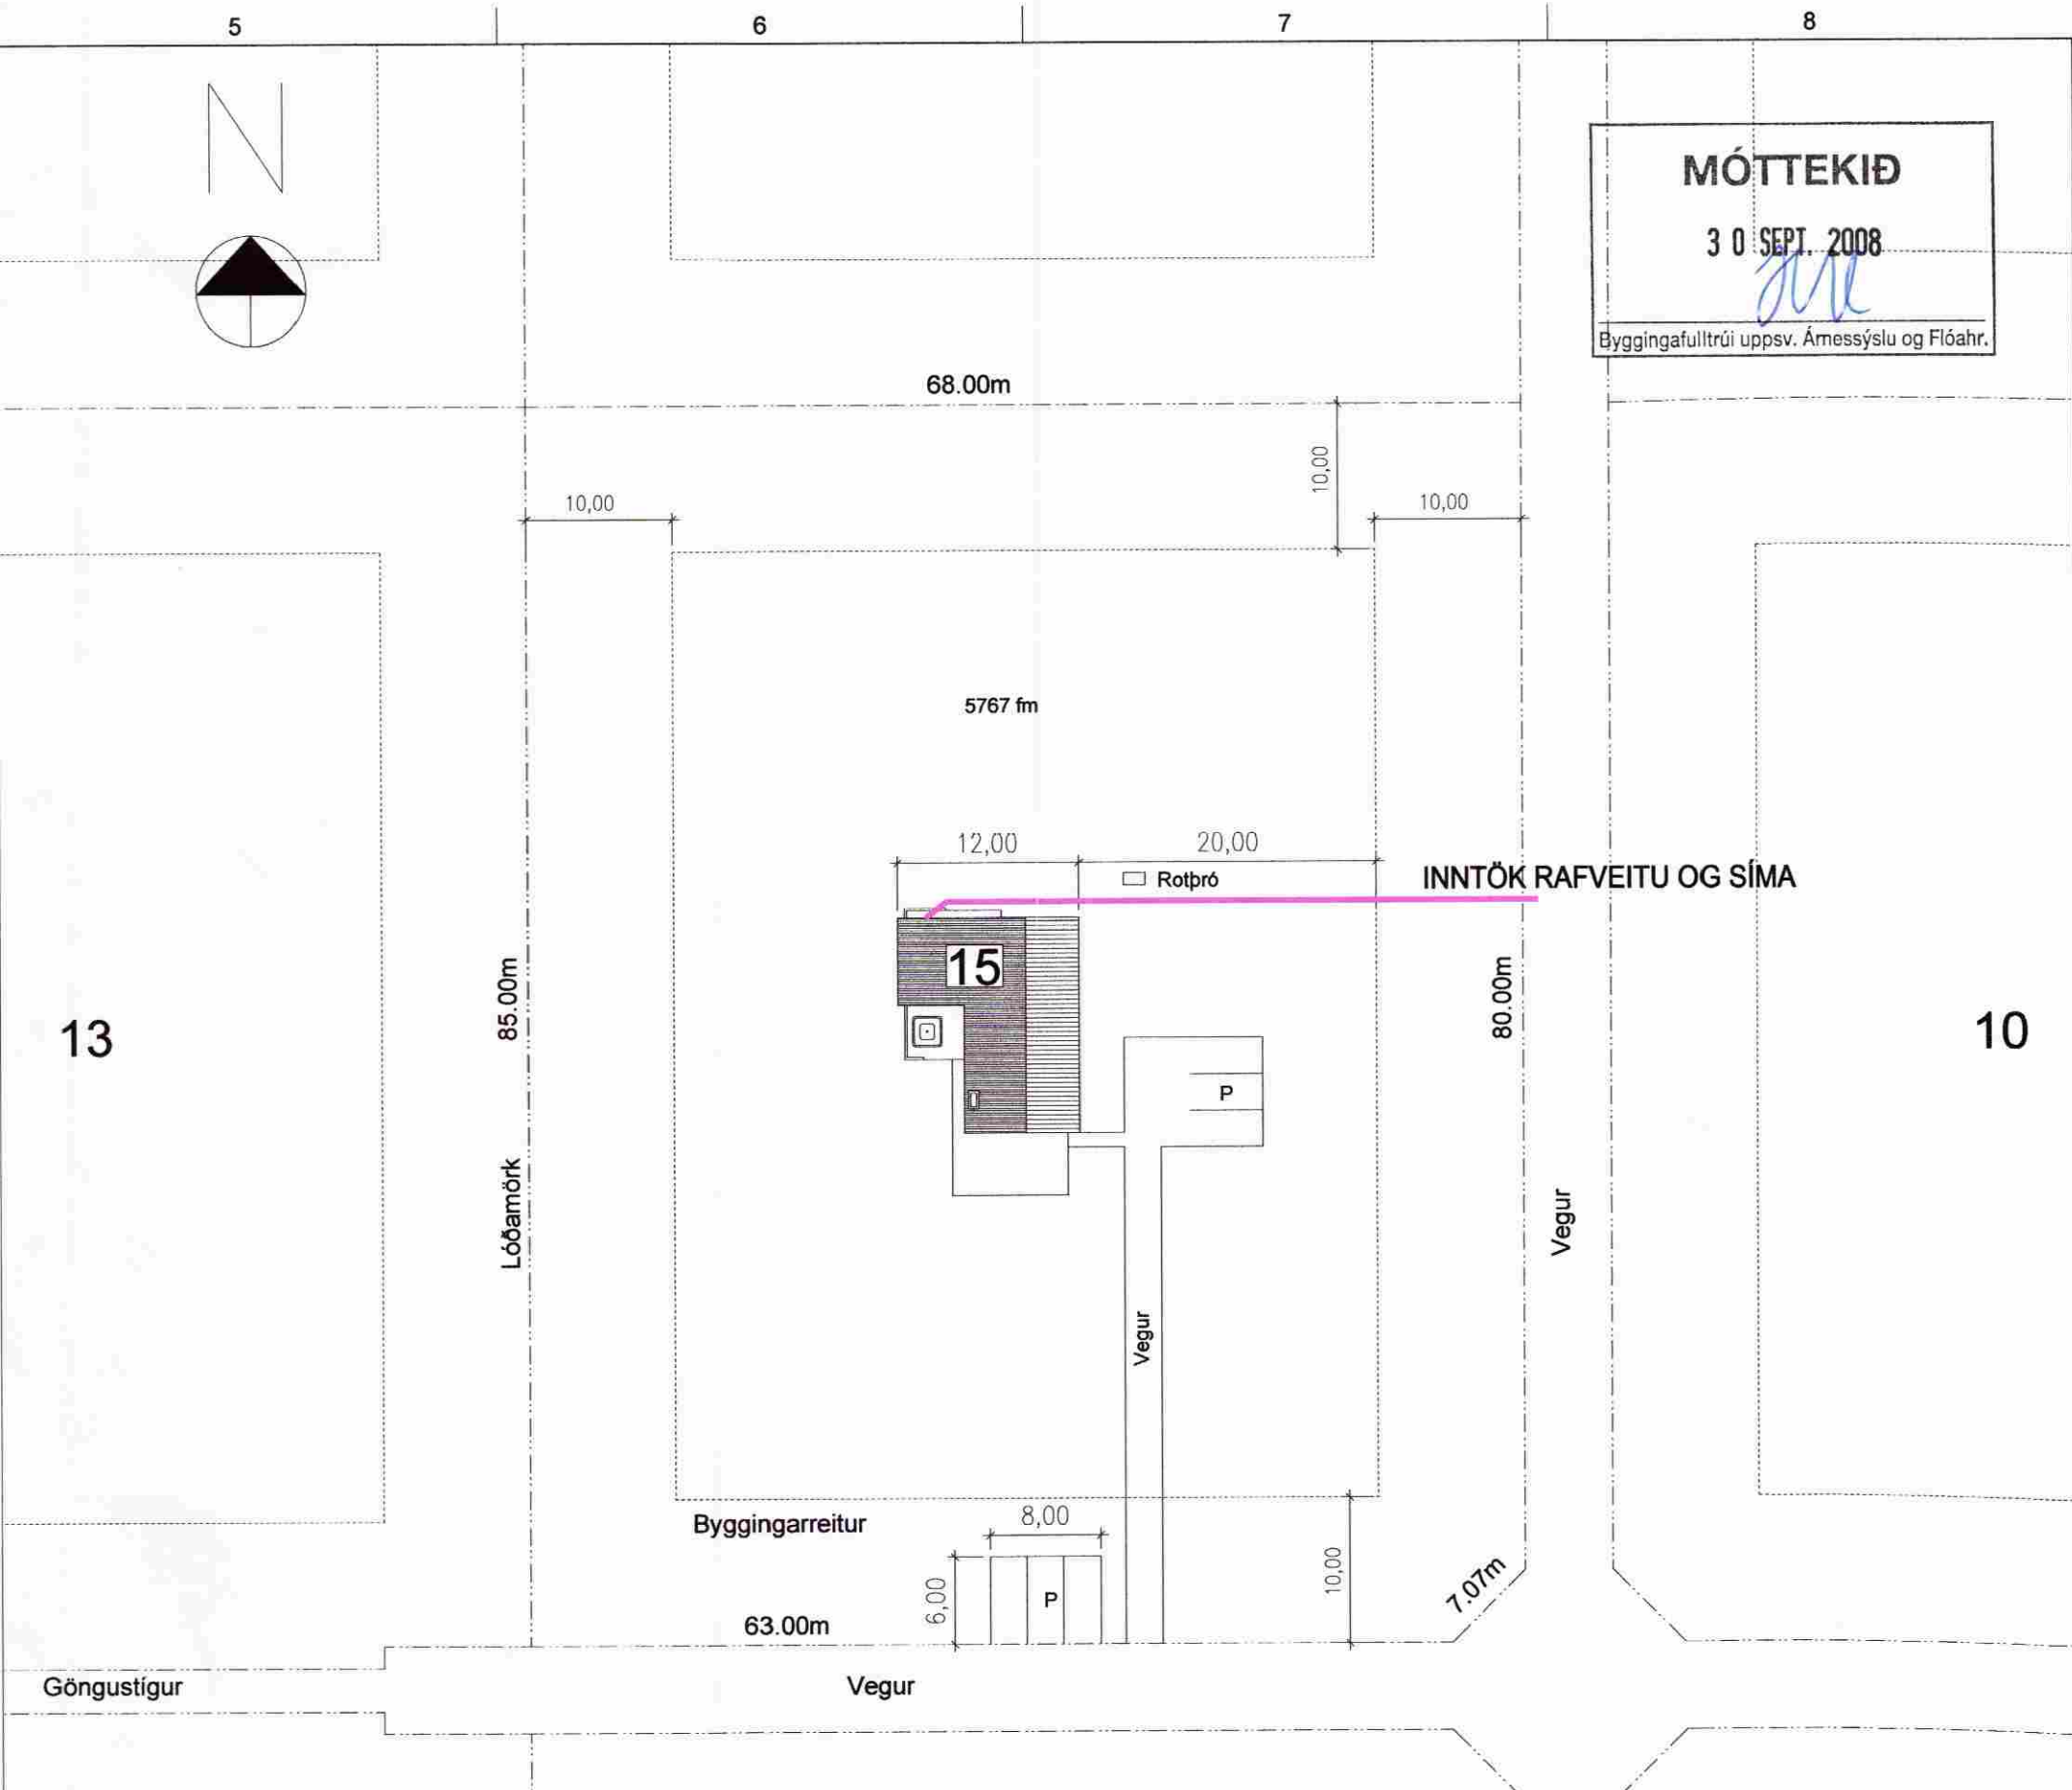 5
6
7
8
N
MÓTTEKIÐ
30 SEPT. 2008
Byggingafulltrúi uppsv. Árnessýslu og Flóahr.
68.00m
10,00
10,00
10,00
5767 fm
12,00
20,00
Rotþró
INNTÖK RAFVEITU OG SÍMA
15
85.00m
80.00m
13
10
P
Lóðamörk
Vegur
Vegur
Byggingarreitur
8,00
6,00
P
10,00
7.07m
63.00m
Göngustígur
Vegur